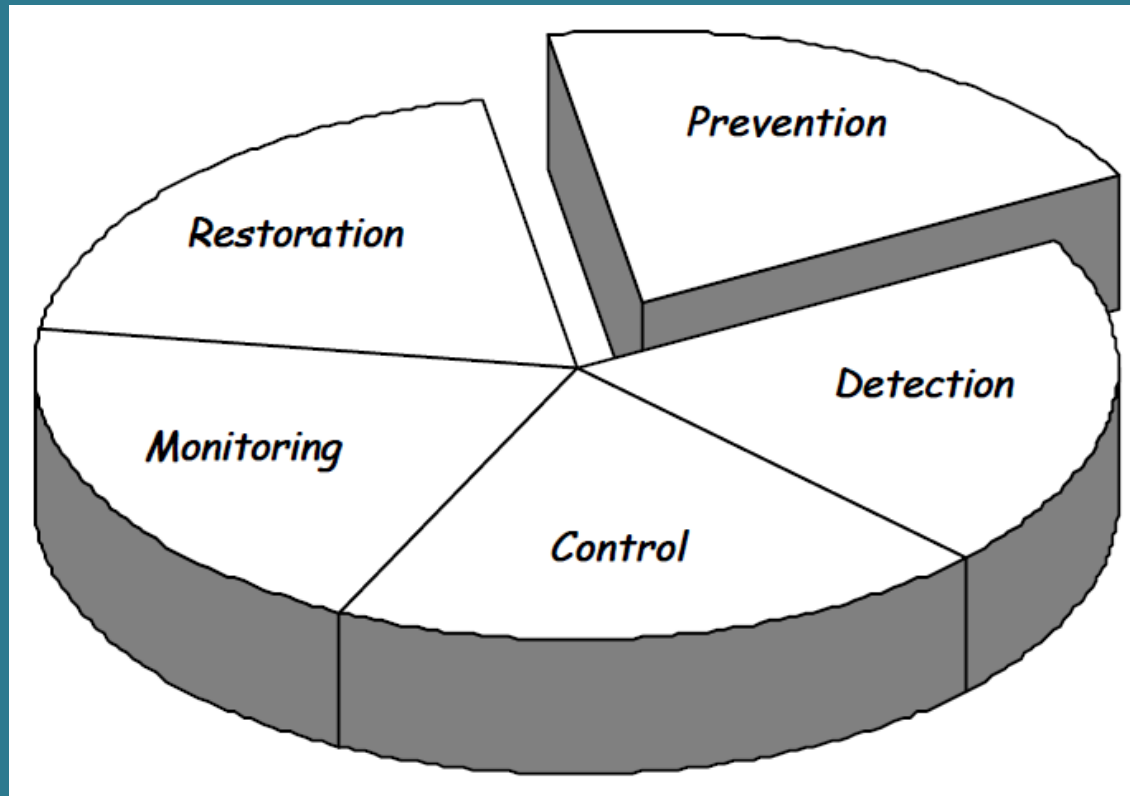 Prevention
Restoration
Detection
Monitoring
Control